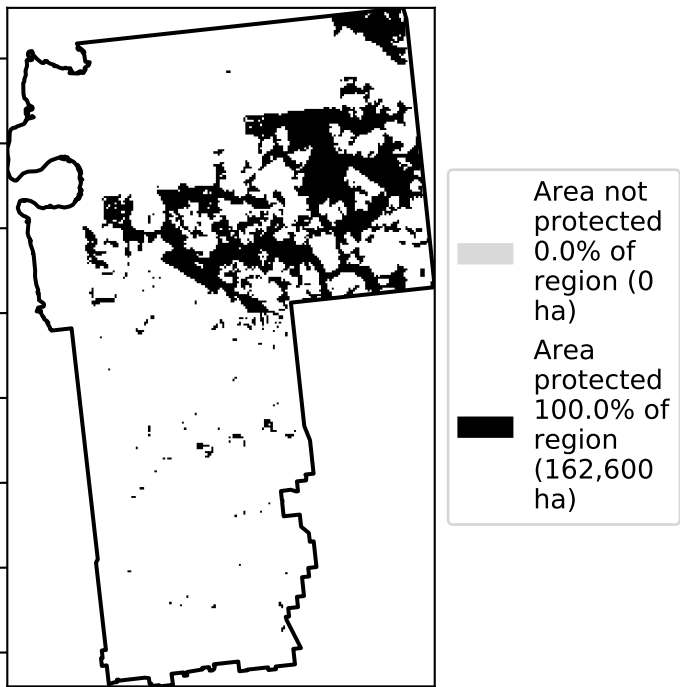 Area not
protected
0.0% of
region (0
ha)
Area
protected
100.0% of
region
(162,600
ha)